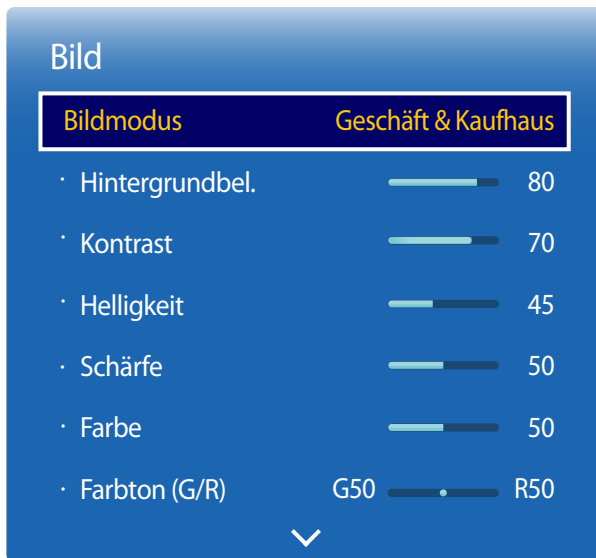 Bild
Bildmodus Geschäft & Kaufhaus
· Hintergrundbel. 80
· Kontrast 70
· Helligkeit 45
· Schärfe 50
· Farbe 50
· Farbton (G/R) G50 R50